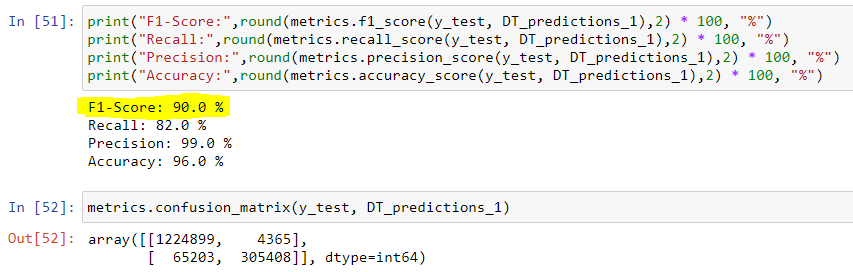 In [51]: print("F1-Score:",round(metrics.f1_score(y_test, DT_predictions_1),2) * 100, "%")
print("Recall:",round(metrics.recall_score(y_test, DT_predictions_1),2) * 100, "%")
print("Precision:",round(metrics.precision_score(y_test, DT_predictions_1),2) * 100, "%")
print("Accuracy:",round(metrics.accuracy_score(y_test, DT_predictions_1),2) * 100, "%")
F1-Score: 90.0 %
Recall: 82.0 %
Precision: 99.0 %
Accuracy: 96.0 %
In [52]: metrics.confusion_matrix(y_test, DT_predictions_1)
Out[52]: array([[1224899,    4365],
[  65203,  305408]], dtype=int64)